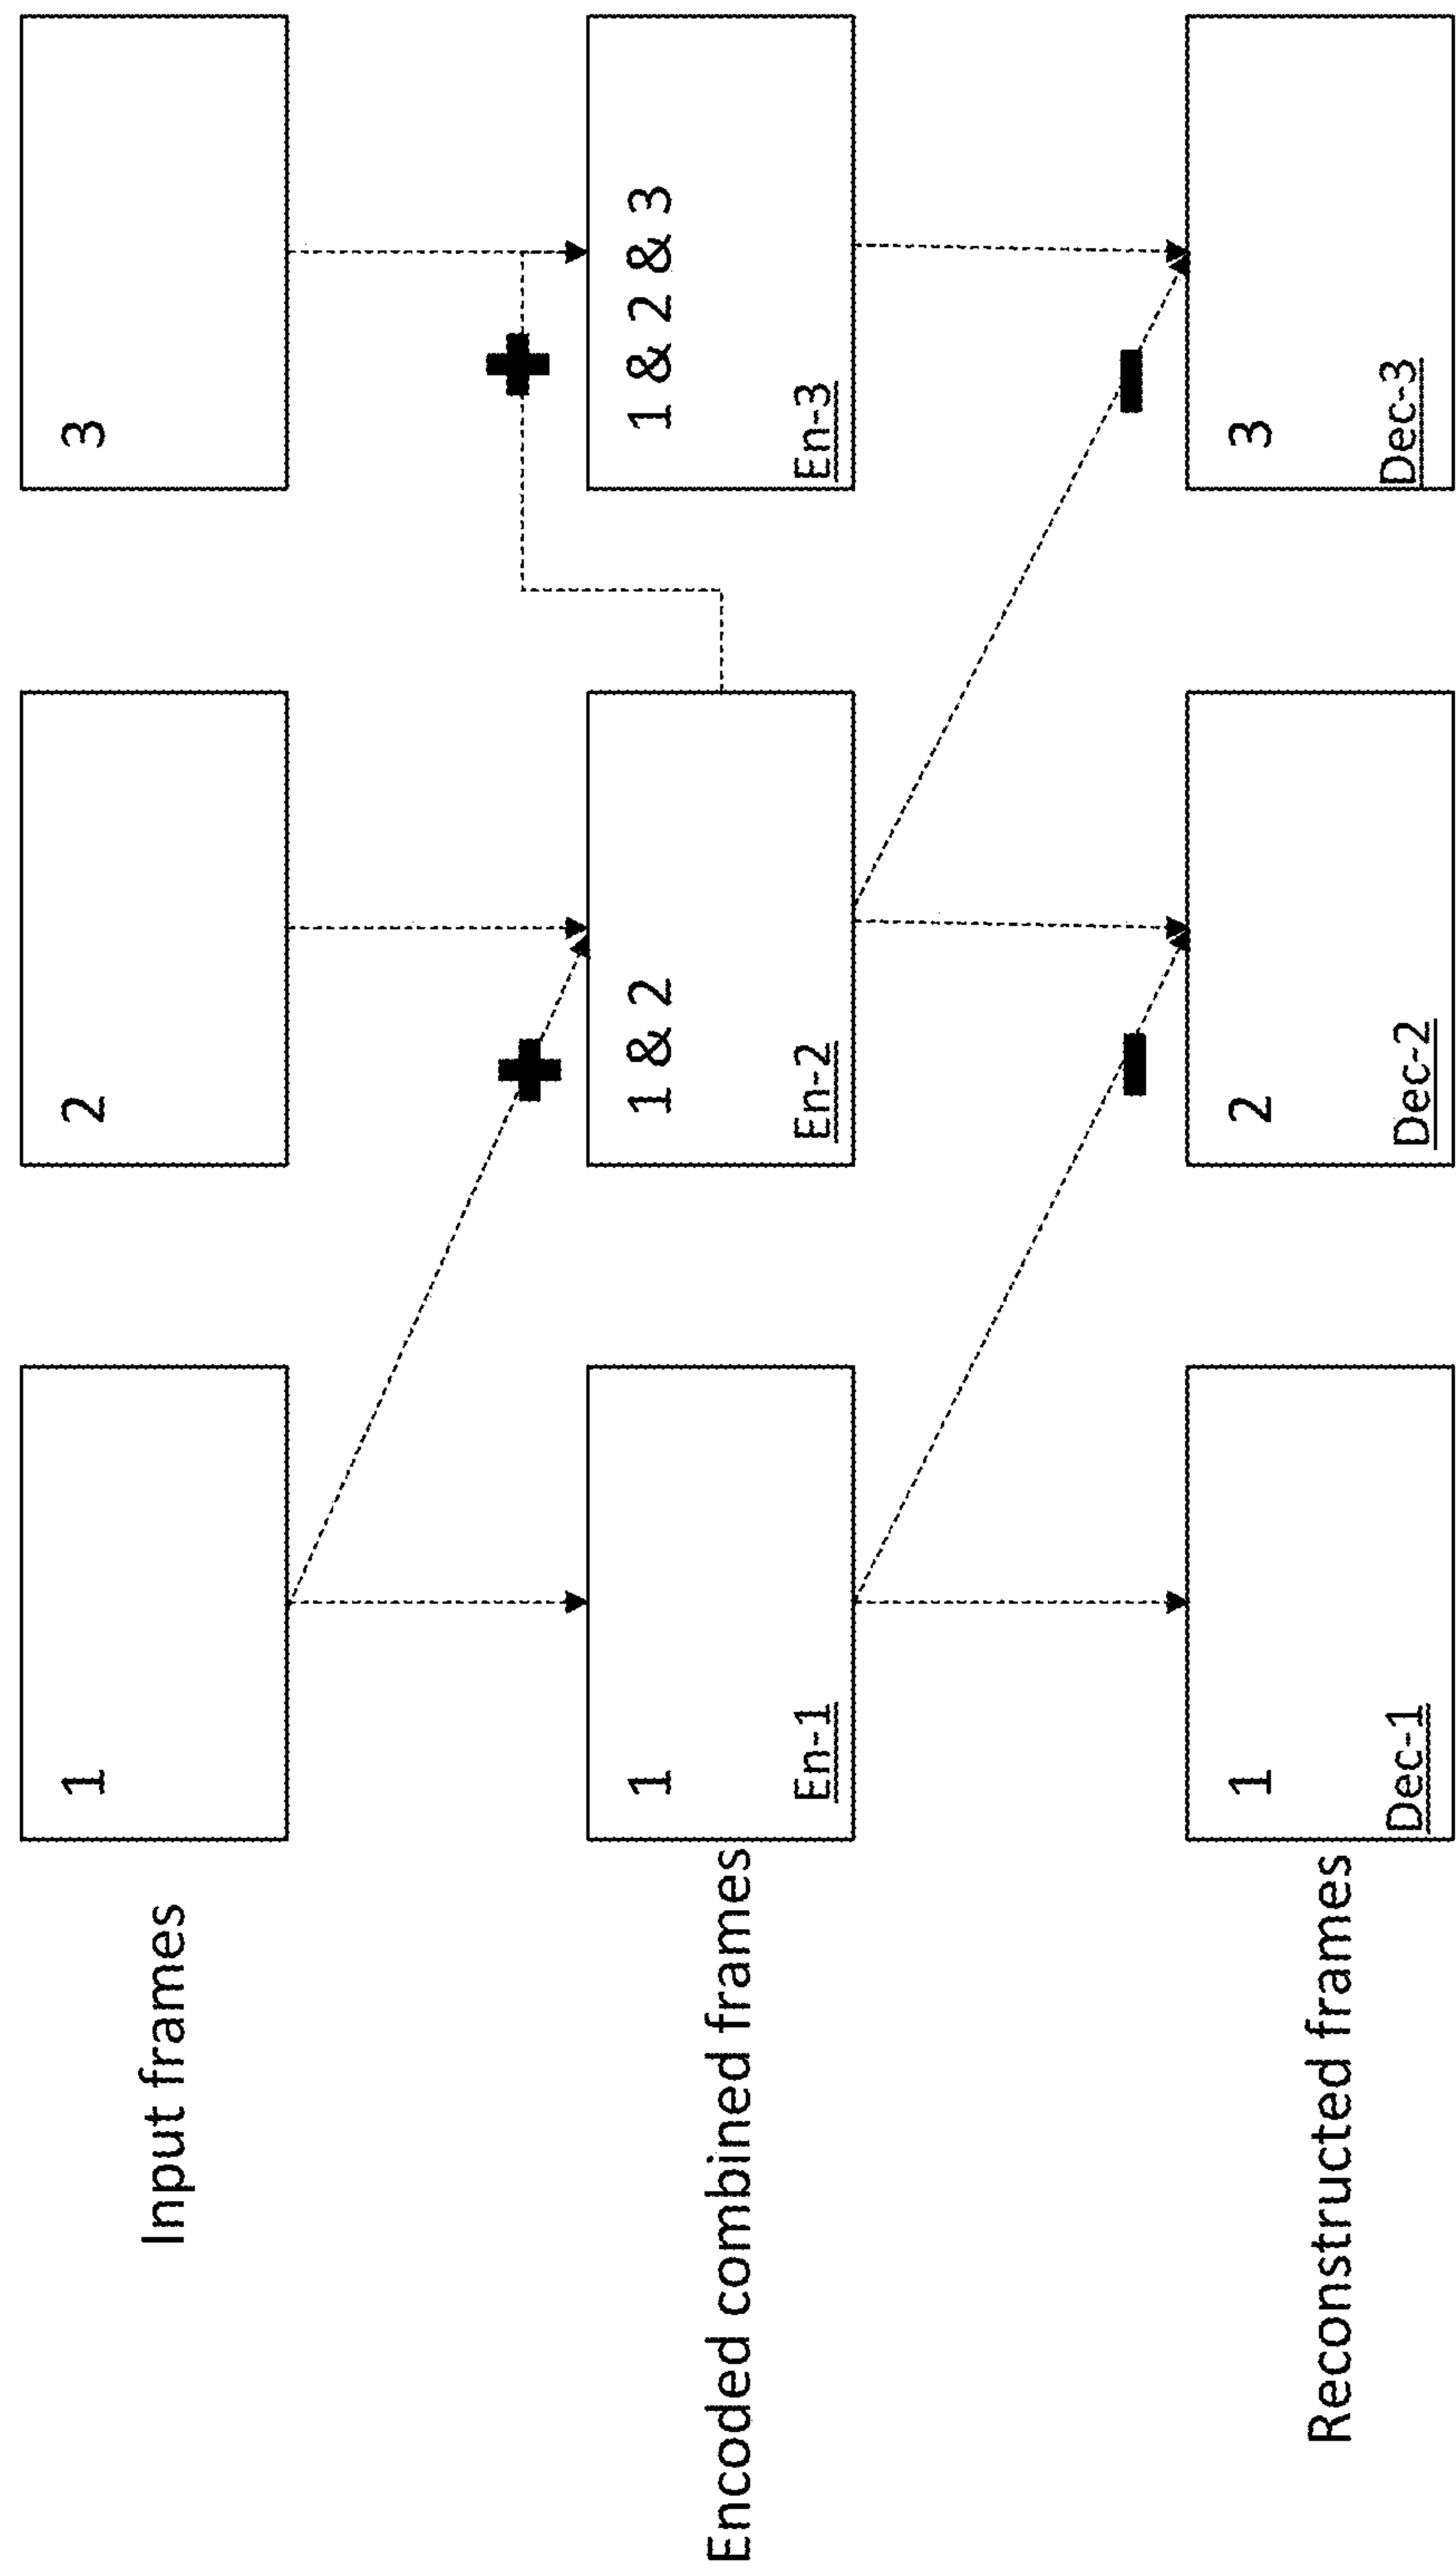 Input frames
1
2
3
Encoded combined frames
1
En-1
1 & 2
En-2
1 & 2 & 3
En-3
Reconstructed frames
1
Dec-1
2
Dec-2
3
Dec-3